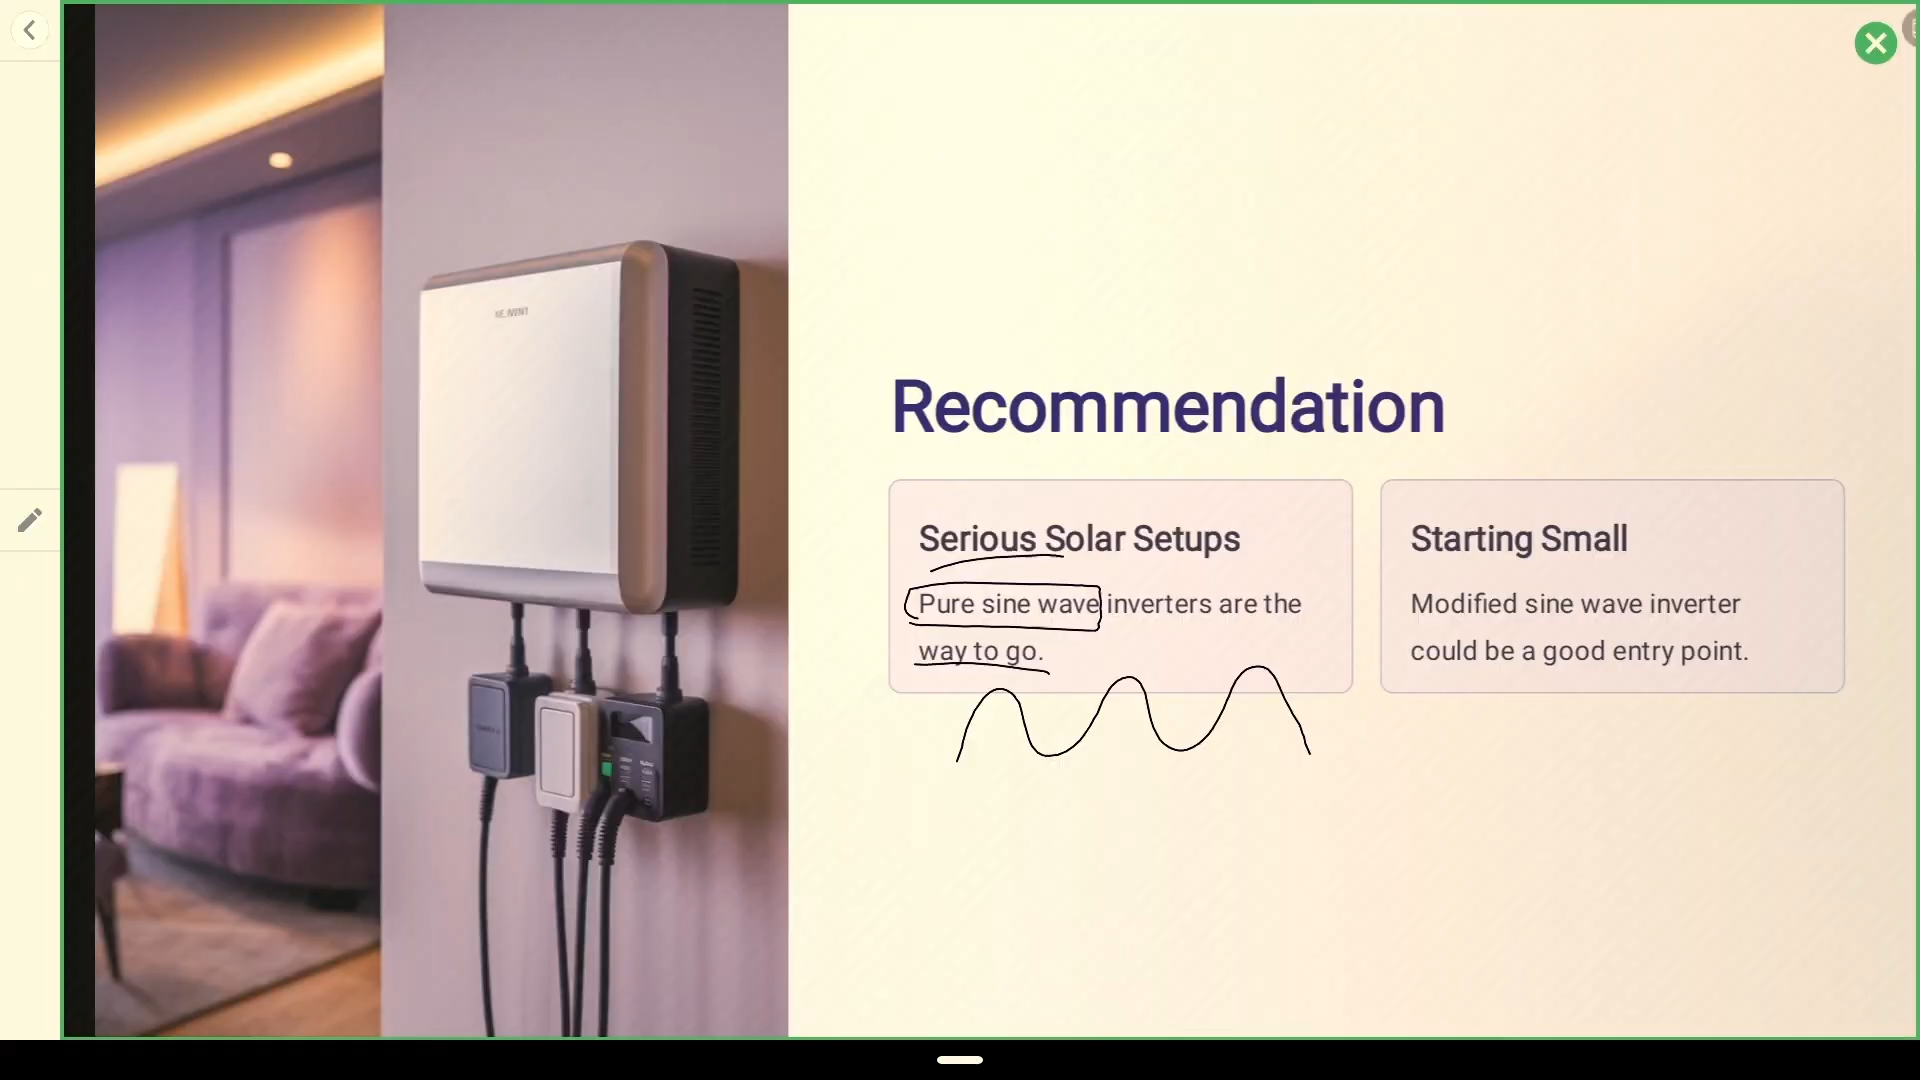 Recommendation
Serious Solar Setups
Pure sine wave inverters are the
way to go.
Starting Small
Modified sine wave inverter
could be a good entry point.